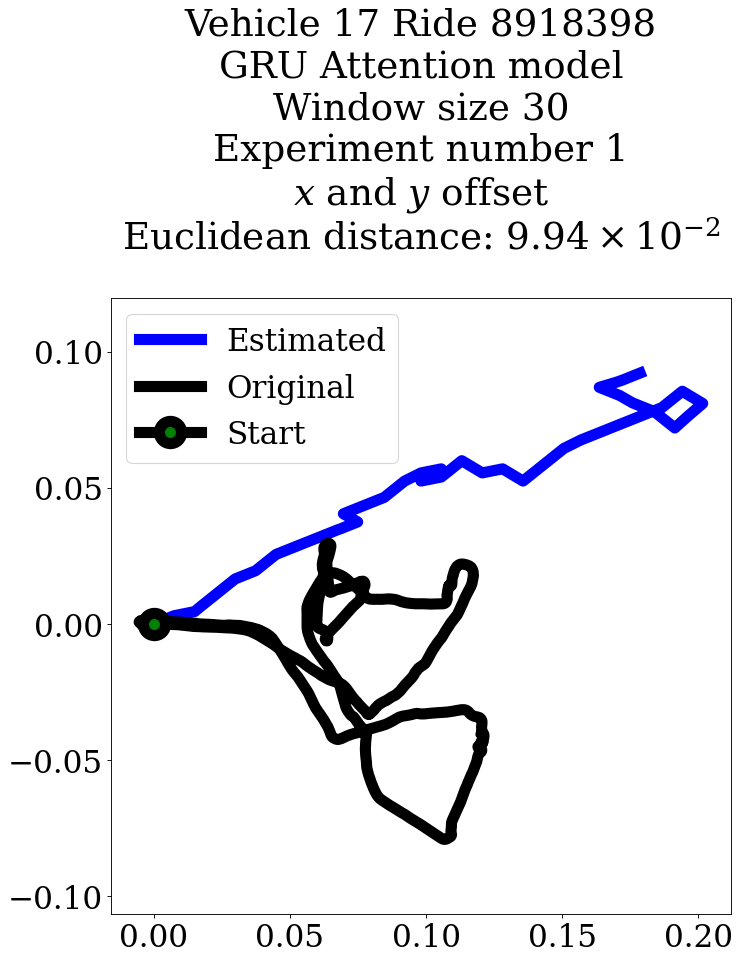 Vehicle 17 Ride 8918398
GRU Attention model
Window size 30
Experiment number 1
x and y offset
Euclidean distance: 9.94 × 10⁻²
Estimated
Original
Start
0.10
0.05
0.00
−0.05
−0.10
0.00 0.05 0.10 0.15 0.20